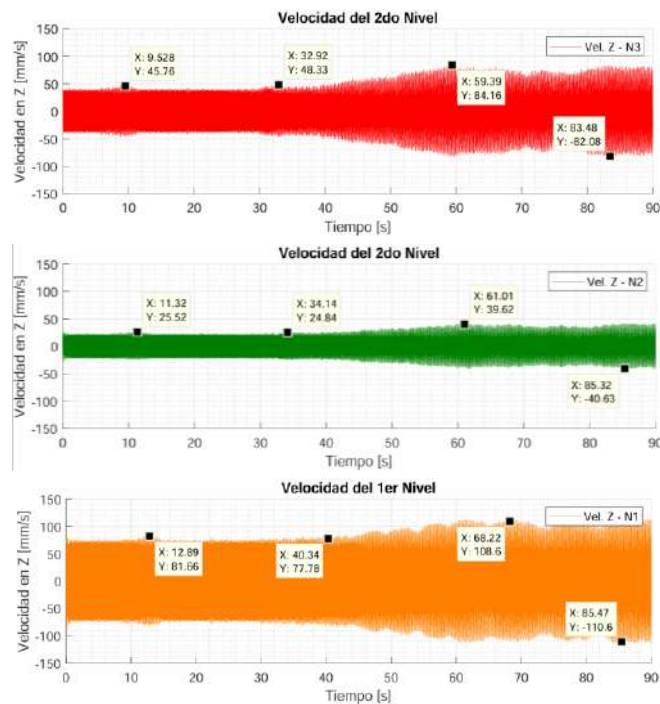 Velocidad del 2do Nivel
Velocidad en Z [mm/s]
150
100
50
0
-50
-100
-150
X: 9.528
Y: 45.76
X: 32.92
Y: 48.33
X: 59.39
Y: 84.16
X: 83.48
Y: -82.08
Vel. Z - N3
0 10 20 30 40 50 60 70 80 90
Tiempo [s]
Velocidad del 2do Nivel
Velocidad en Z [mm/s]
150
100
50
0
-50
-100
-150
X: 11.32
Y: 25.52
X: 34.14
Y: 24.84
X: 61.01
Y: 39.62
X: 85.32
Y: -40.63
Vel. Z - N2
0 10 20 30 40 50 60 70 80 90
Tiempo [s]
Velocidad del 1er Nivel
Velocidad en Z [mm/s]
150
100
50
0
-50
-100
-150
X: 12.89
Y: 81.66
X: 40.34
Y: 77.78
X: 68.22
Y: 108.6
X: 85.47
Y: -110.6
Vel. Z - N1
0 10 20 30 40 50 60 70 80 90
Tiempo [s]